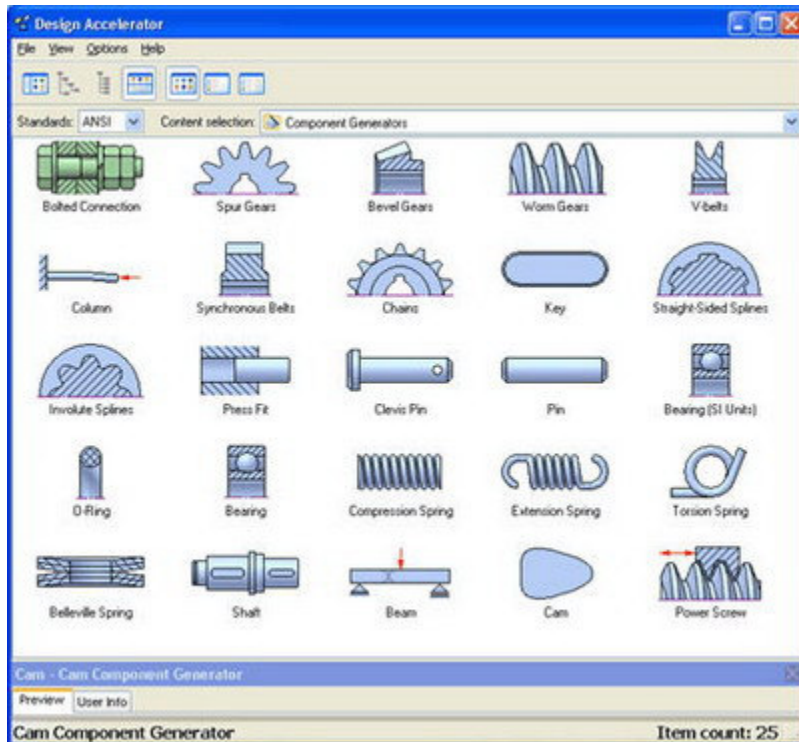 Design Accelerator
File View Options Help
Standards: ANSI Content selection: Component Generators
Bolted Connection Spur Gears Bevel Gears Worm Gears V-belts
Column Synchronous Belts Chains Key Straight-Sided Splines
Involute Splines Press Fit Clevis Pin Pin Bearing (SI Units)
O-Ring Bearing Compression Spring Extension Spring Torsion Spring
Belleville Spring Shaft Beam Cam Power Screw
Cam - Cam Component Generator
Preview User Info
Cam Component Generator Item count: 25